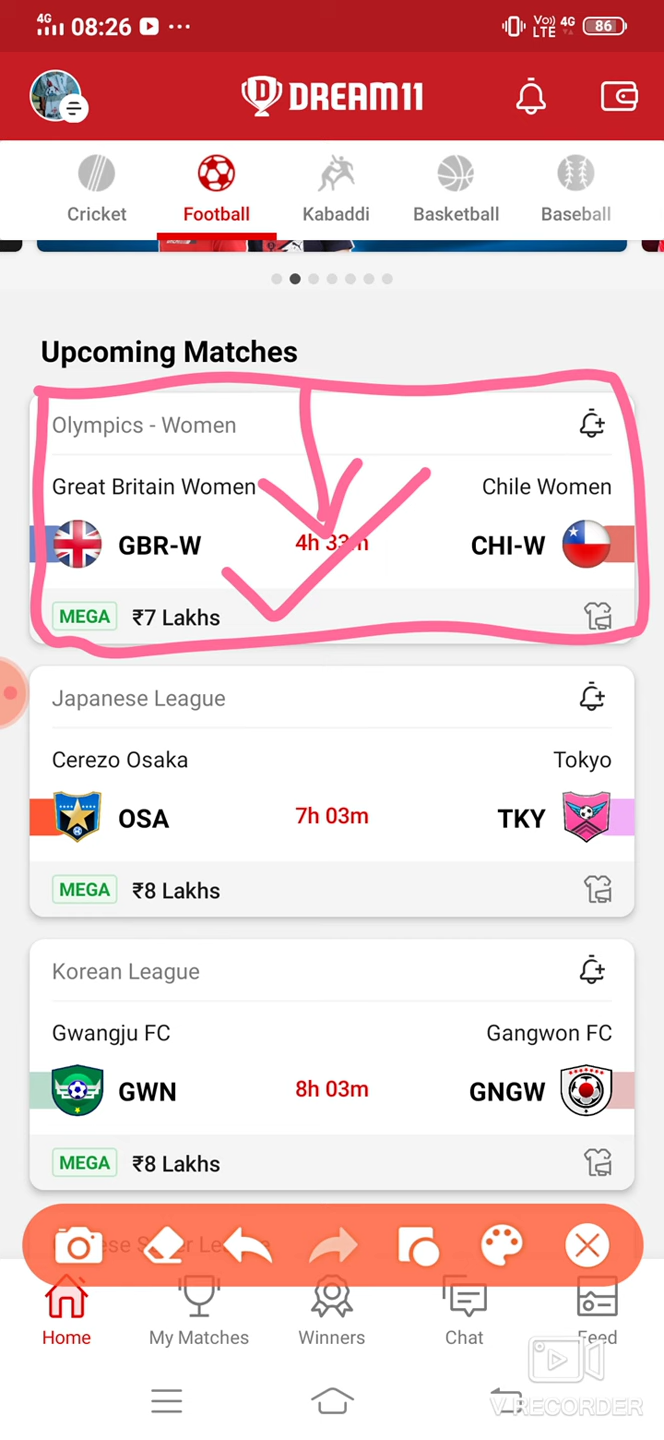 4G 08:26 ... Vo)) LTE 4G 86
D DREAM11
Cricket Football Kabaddi Basketball Baseball
Upcoming Matches
Olympics - Women
Great Britain Women Chile Women
GBR-W 4h 33m CHI-W
MEGA ₹7 Lakhs
Japanese League
Cerezo Osaka Tokyo
OSA 7h 03m TKY
MEGA ₹8 Lakhs
Korean League
Gwangju FC Gangwon FC
GWN 8h 03m GNGW
MEGA ₹8 Lakhs
Home My Matches Winners Chat Feed
V RECORDER